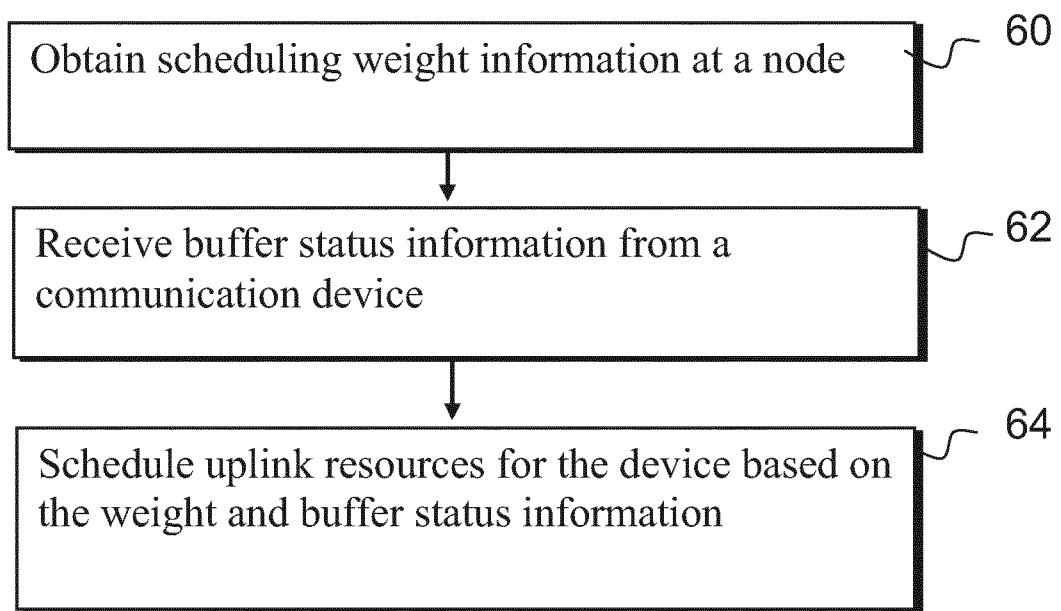 Obtain scheduling weight information at a node
60
Receive buffer status information from a
communication device
62
Schedule uplink resources for the device based on
the weight and buffer status information
64